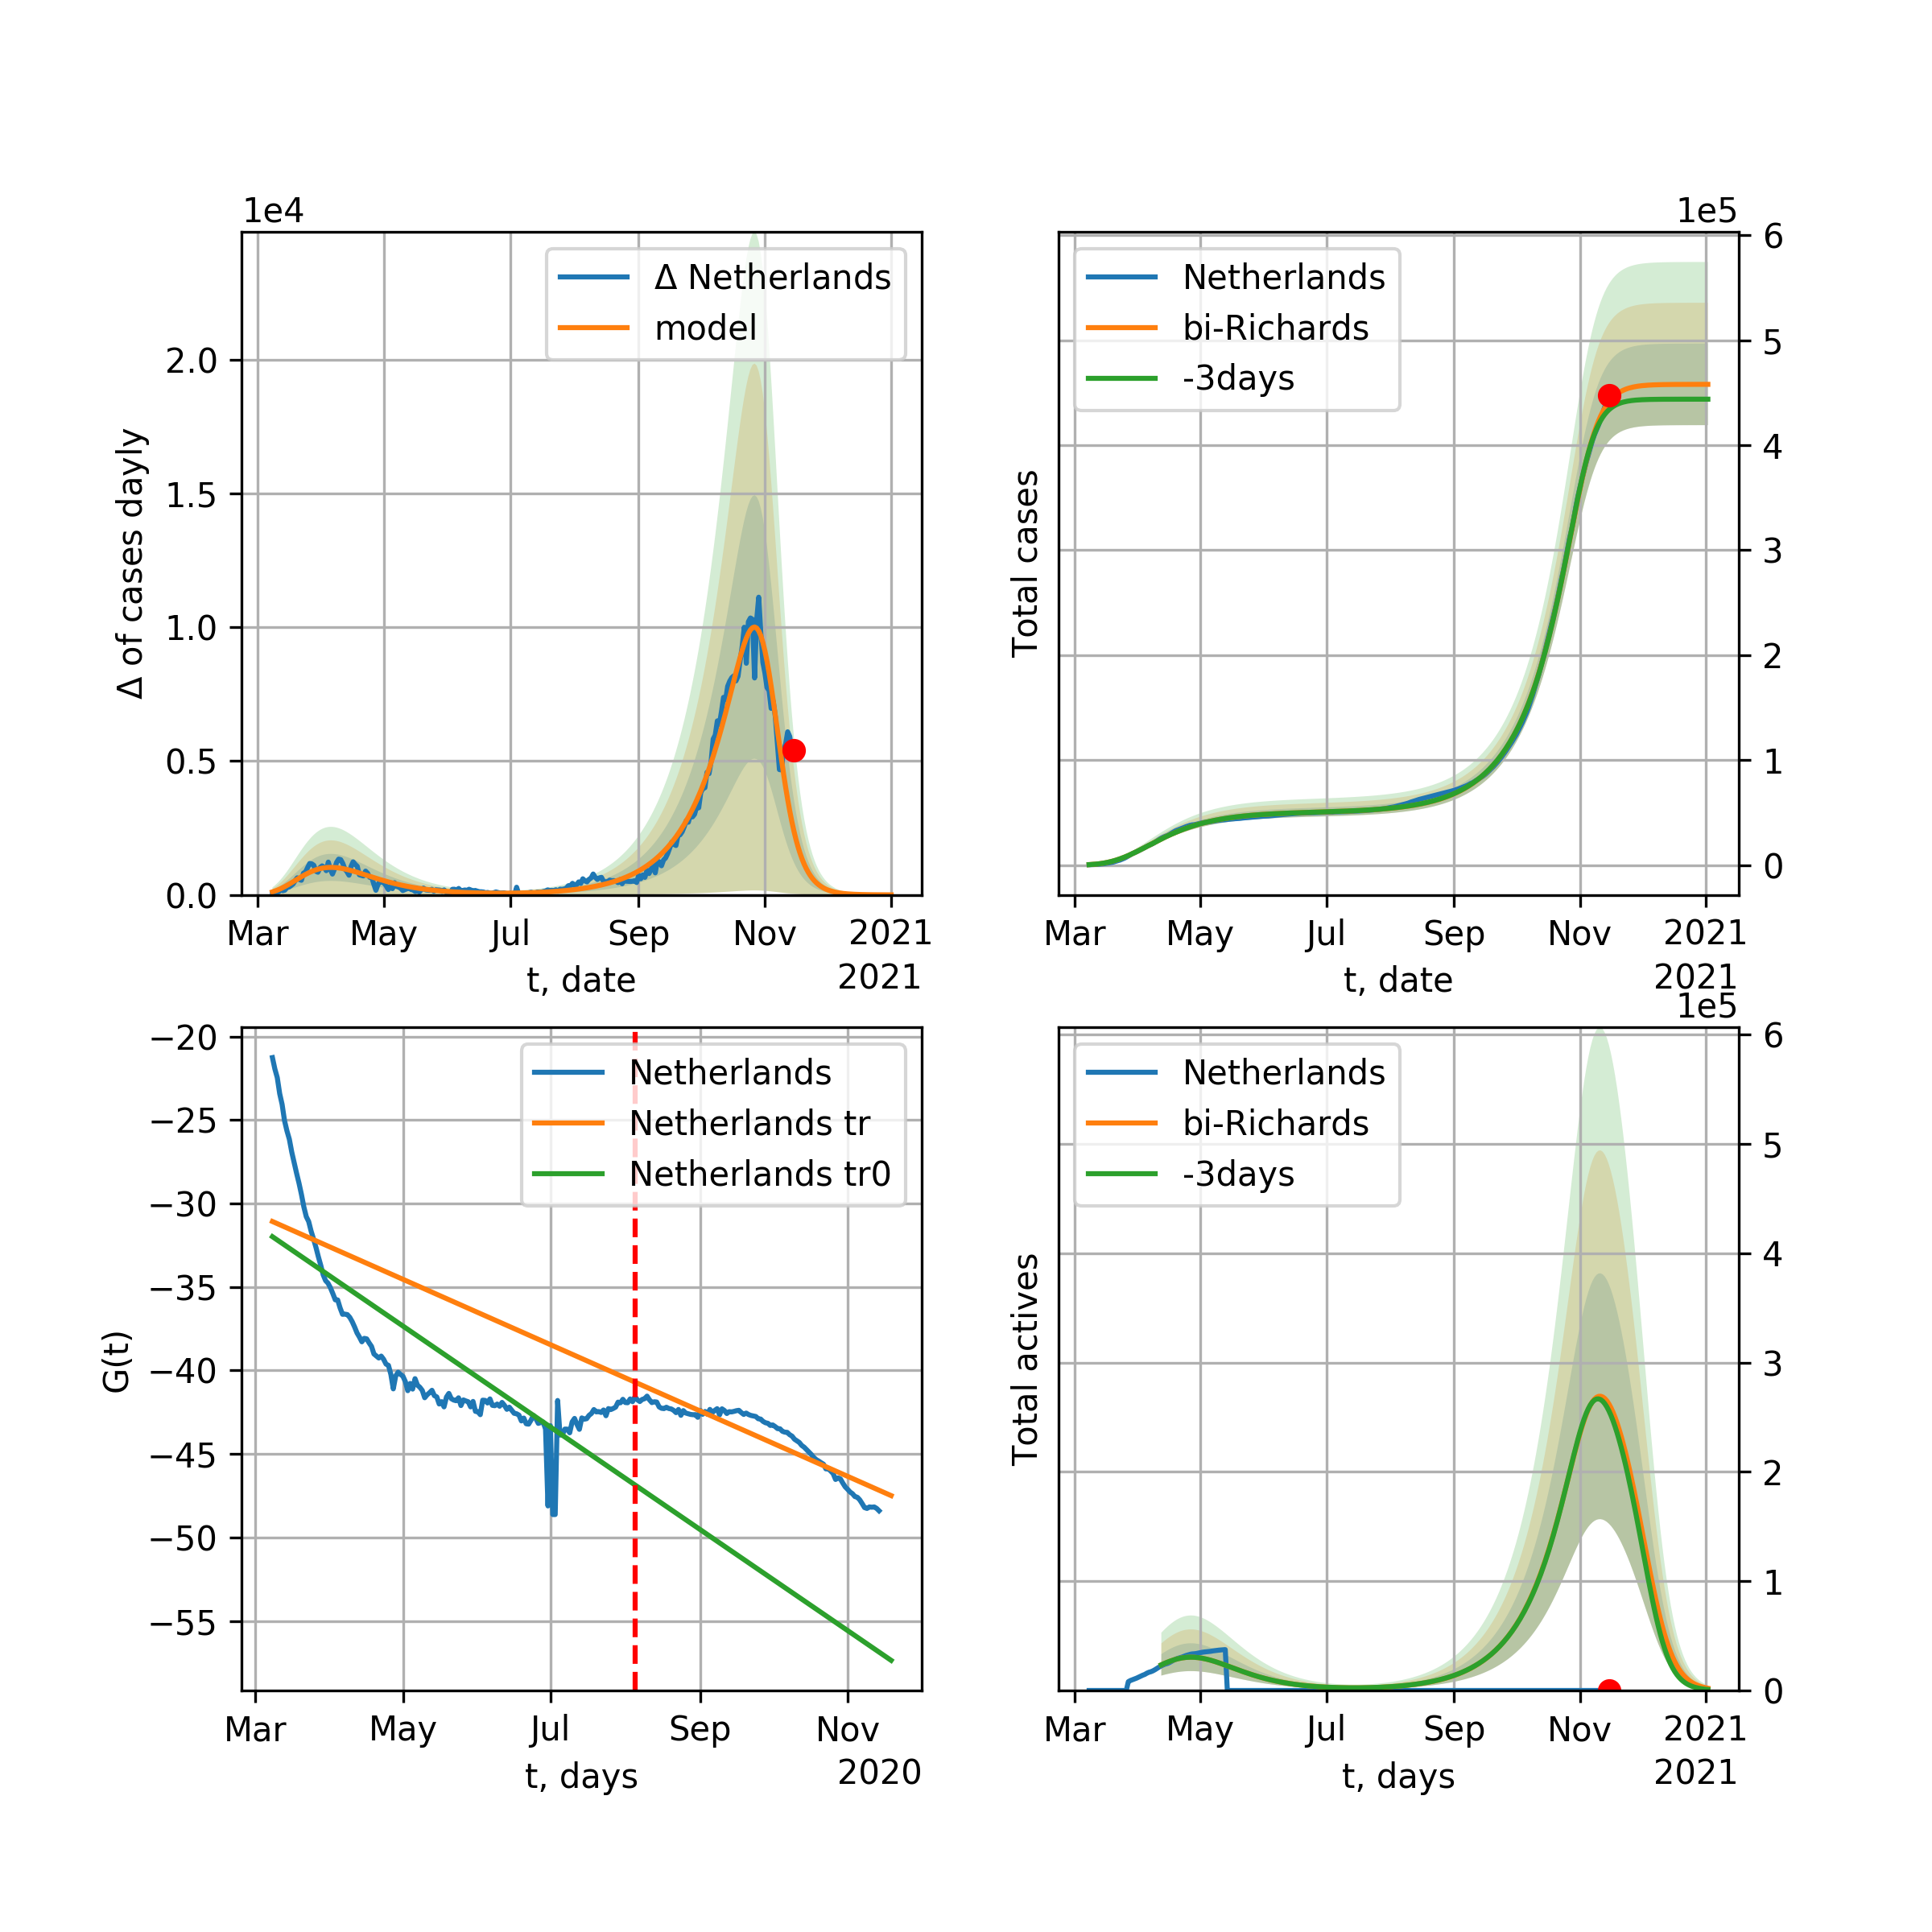 1e4
Δ of cases dayly
2.0
1.5
1.0
0.5
0.0
Δ Netherlands
model
Mar May Jul Sep Nov 2021
t, date
2021
1e5
Total cases
Netherlands
bi-Richards
-3days
6
5
4
3
2
1
0
Mar May Jul Sep Nov 2021
t, date
2021
G(t)
−20
−25
−30
−35
−40
−45
−50
−55
Netherlands
Netherlands tr
Netherlands tr0
Mar May Jul Sep Nov
t, days
2020
1e5
Total actives
Netherlands
bi-Richards
-3days
6
5
4
3
2
1
0
Mar May Jul Sep Nov 2021
t, days
2021